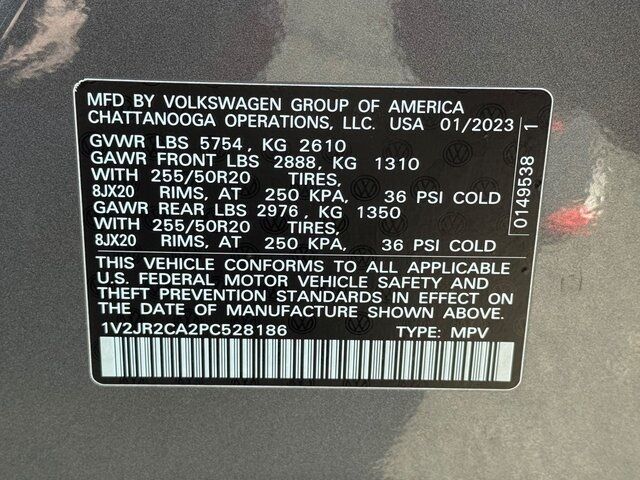 MFD BY VOLKSWAGEN GROUP OF AMERICA
CHATTANOOGA OPERATIONS, LLC. USA 01/2023
GVWR LBS 5754, KG 2610
GAWR FRONT LBS 2888, KG 1310
WITH 255/50R20 TIRES,
8JX20 RIMS, AT 250 KPA, 36 PSI COLD
GAWR REAR LBS 2976, KG 1350
WITH 255/50R20 TIRES,
8JX20 RIMS, AT 250 KPA, 36 PSI COLD
THIS VEHICLE CONFORMS TO ALL APPLICABLE
U.S. FEDERAL MOTOR VEHICLE SAFETY AND
THEFT PREVENTION STANDARDS IN EFFECT ON
THE DATE OF MANUFACTURE SHOWN ABOVE.
1V2JR2CA2PC528186 TYPE: MPV
0149538 1